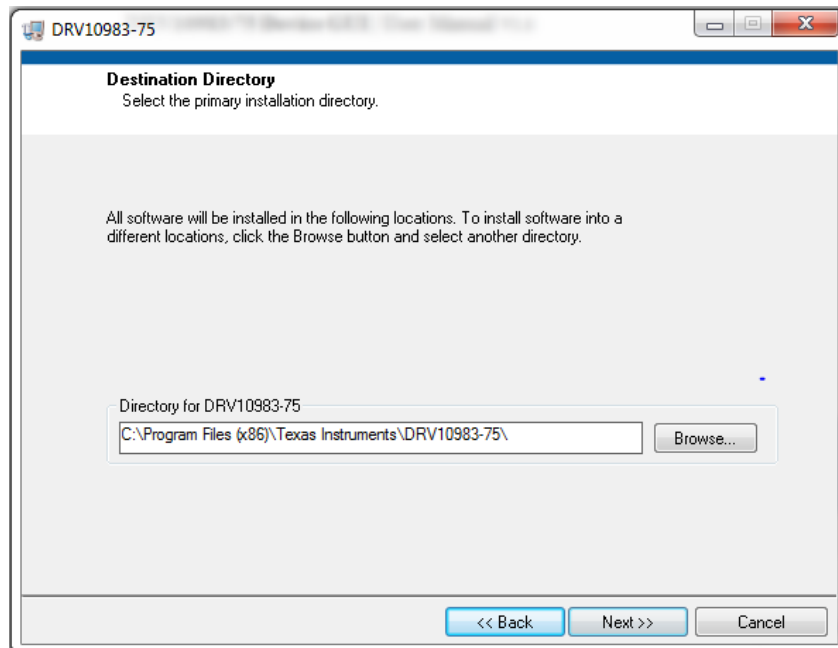 DRV10983-75
Destination Directory
Select the primary installation directory.
All software will be installed in the following locations. To install software into a
different locations, click the Browse button and select another directory.
Directory for DRV10983-75
C:\Program Files (x86)\Texas Instruments\DRV10983-75\
Browse...
<< Back
Next >>
Cancel